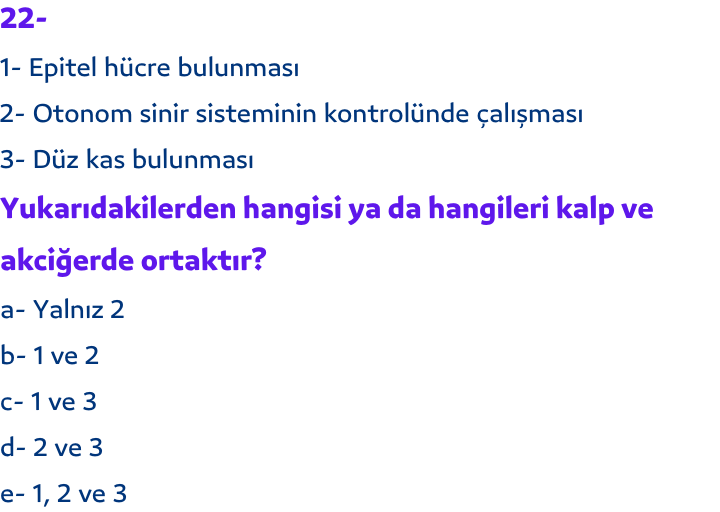 22-
1- Epitel hücre bulunması
2- Otonom sinir sisteminin kontrolünde çalışması
3- Düz kas bulunması
Yukarıdakilerden hangisi ya da hangileri kalp ve
akciğerde ortaktır?
a- Yalnız 2
b- 1 ve 2
c- 1 ve 3
d- 2 ve 3
e- 1, 2 ve 3